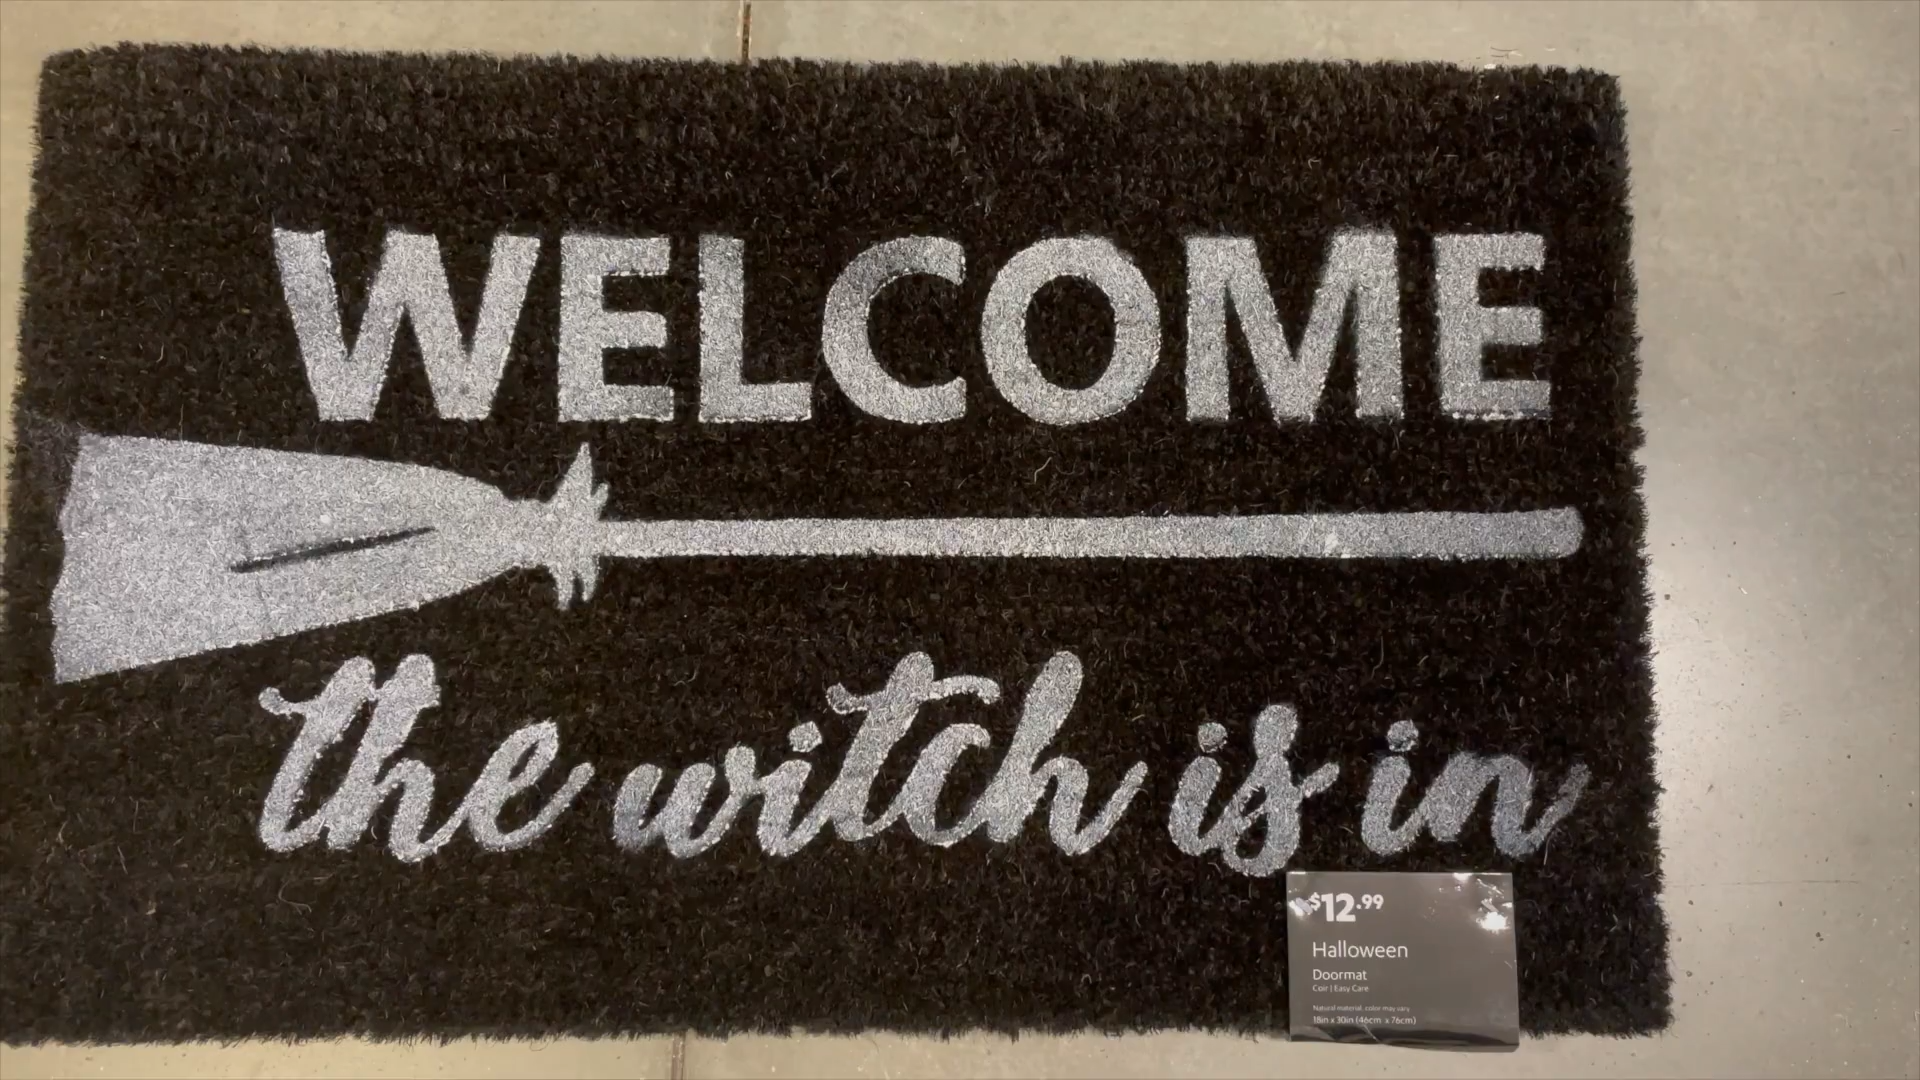 WELCOME
the witch is in
$12.99
Halloween
Doormat
Coir | Easy Care
Natural material, color may vary
18in x 30in (46cm x 76cm)